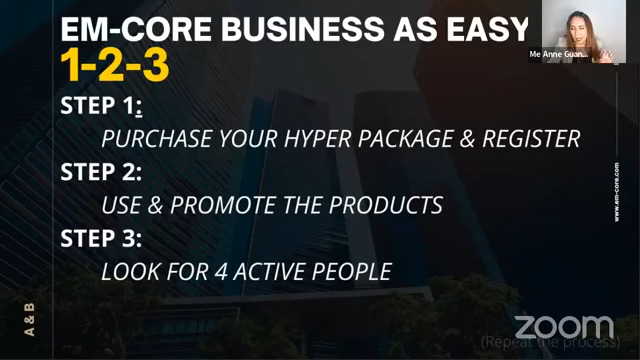 EM-CORE BUSINESS AS EASY
1-2-3
STEP 1:
PURCHASE YOUR HYPER PACKAGE & REGISTER
STEP 2:
USE & PROMOTE THE PRODUCTS
STEP 3:
LOOK FOR 4 ACTIVE PEOPLE
(Repeat the process)
zoom
Me Anne Guan...
www.em-core.com
A & B